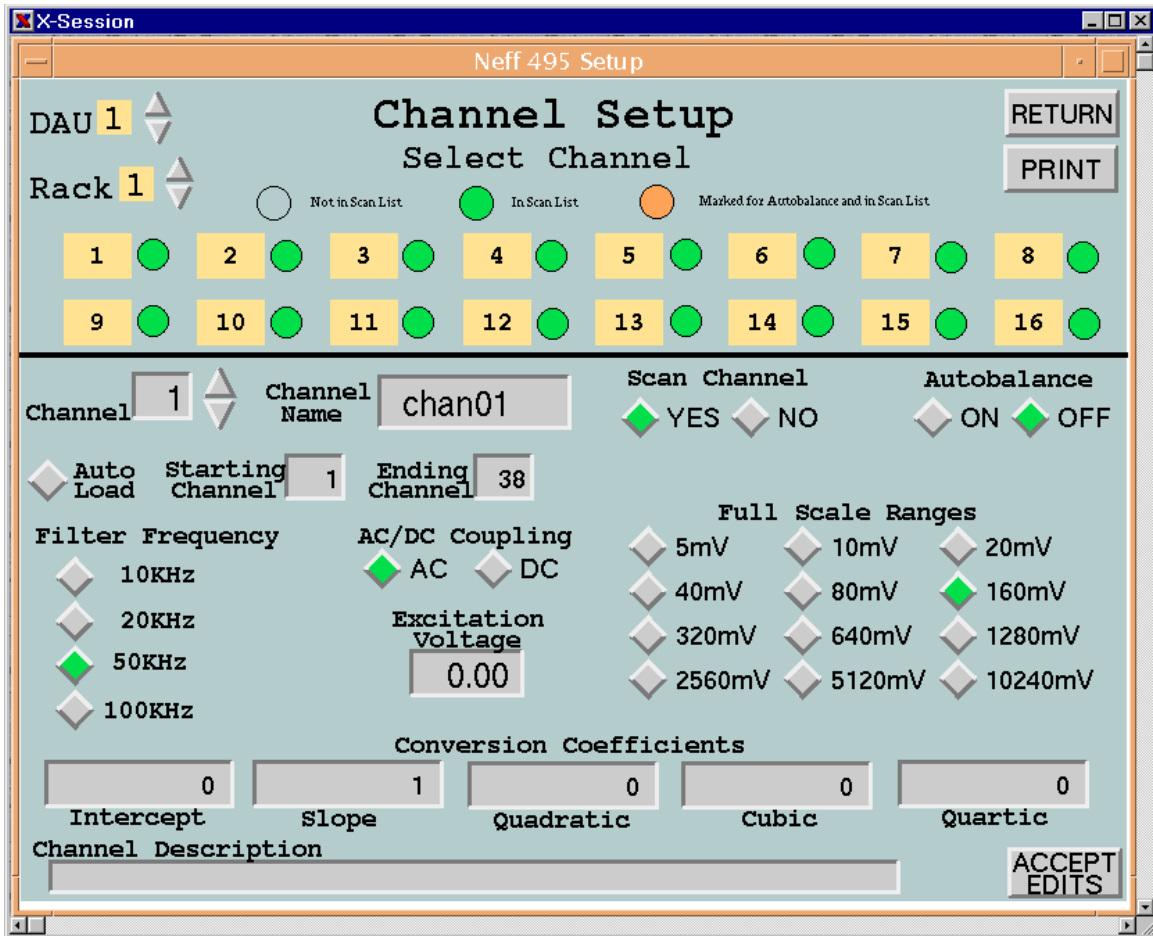 X-Session
Neff 495 Setup
DAU 1
Channel Setup
RETURN
Select Channel
PRINT
Rack 1
Not in Scan List
In Scan List
Marked for Autobalance and in Scan List
1 2 3 4 5 6 7 8
9 10 11 12 13 14 15 16
Channel 1
Channel Name chan01
Scan Channel
YES NO
Autobalance
ON OFF
Auto Load
Starting Channel 1
Ending Channel 38
Filter Frequency
10KHz
20KHz
50KHz
100KHz
AC/DC Coupling
AC DC
Excitation
Voltage
0.00
Full Scale Ranges
5mV 10mV 20mV
40mV 80mV 160mV
320mV 640mV 1280mV
2560mV 5120mV 10240mV
Conversion Coefficients
0 1 0 0 0
Intercept Slope Quadratic Cubic Quartic
Channel Description
ACCEPT
EDITS